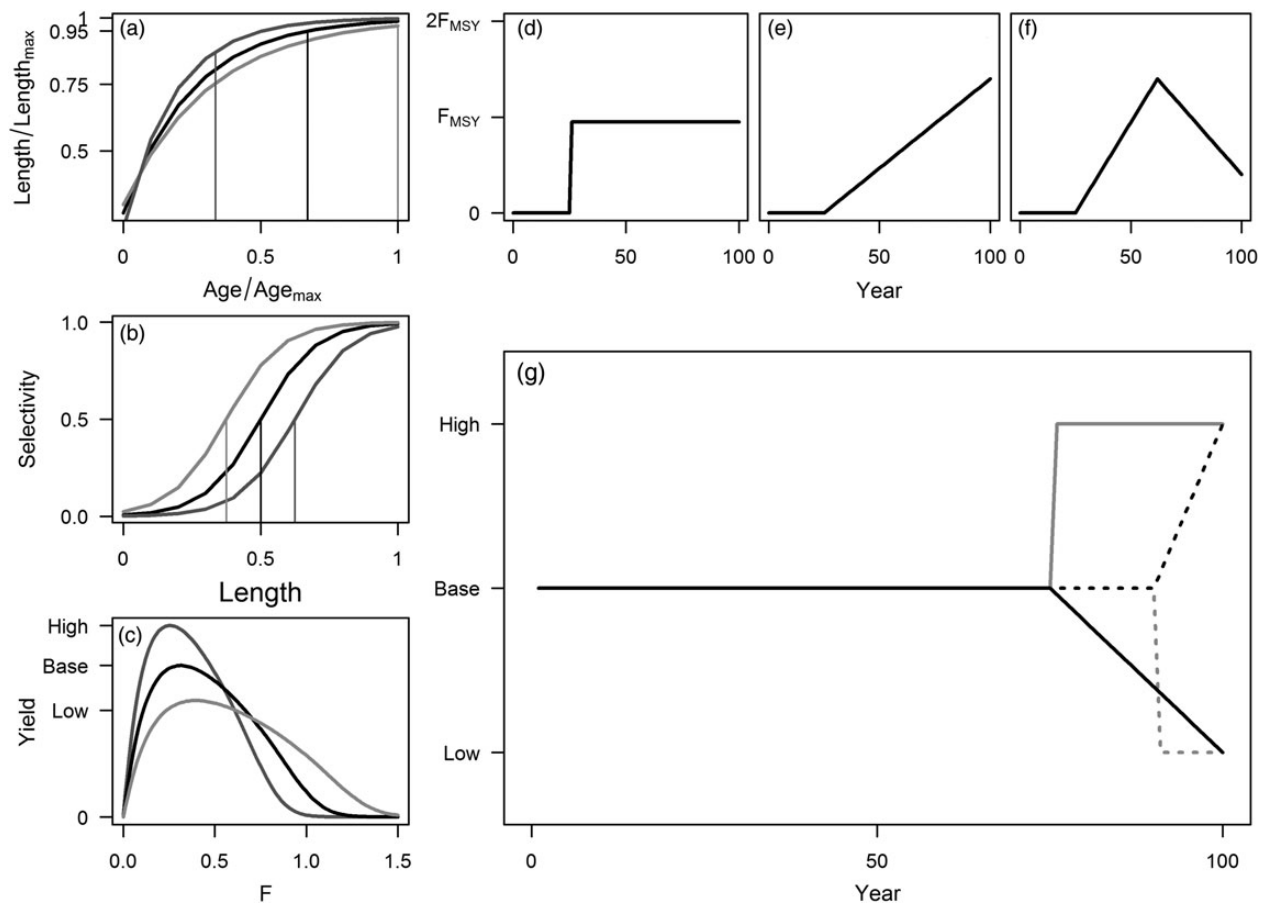 (a)
1
0.95
0.75
0.5
Length/Length_max
0 0.5 1
Age/Age_max
(b)
1.0
0.5
0.0
Selectivity
0 0.5 1
Length
(c)
High
Base
Low
0
Yield
0.0 0.5 1.0 1.5
F
(d)
2F_MSY
F_MSY
0
0 50 100
(e)
0 50 100
(f)
0 50 100
Year
(g)
High
Base
Low
0 50 100
Year